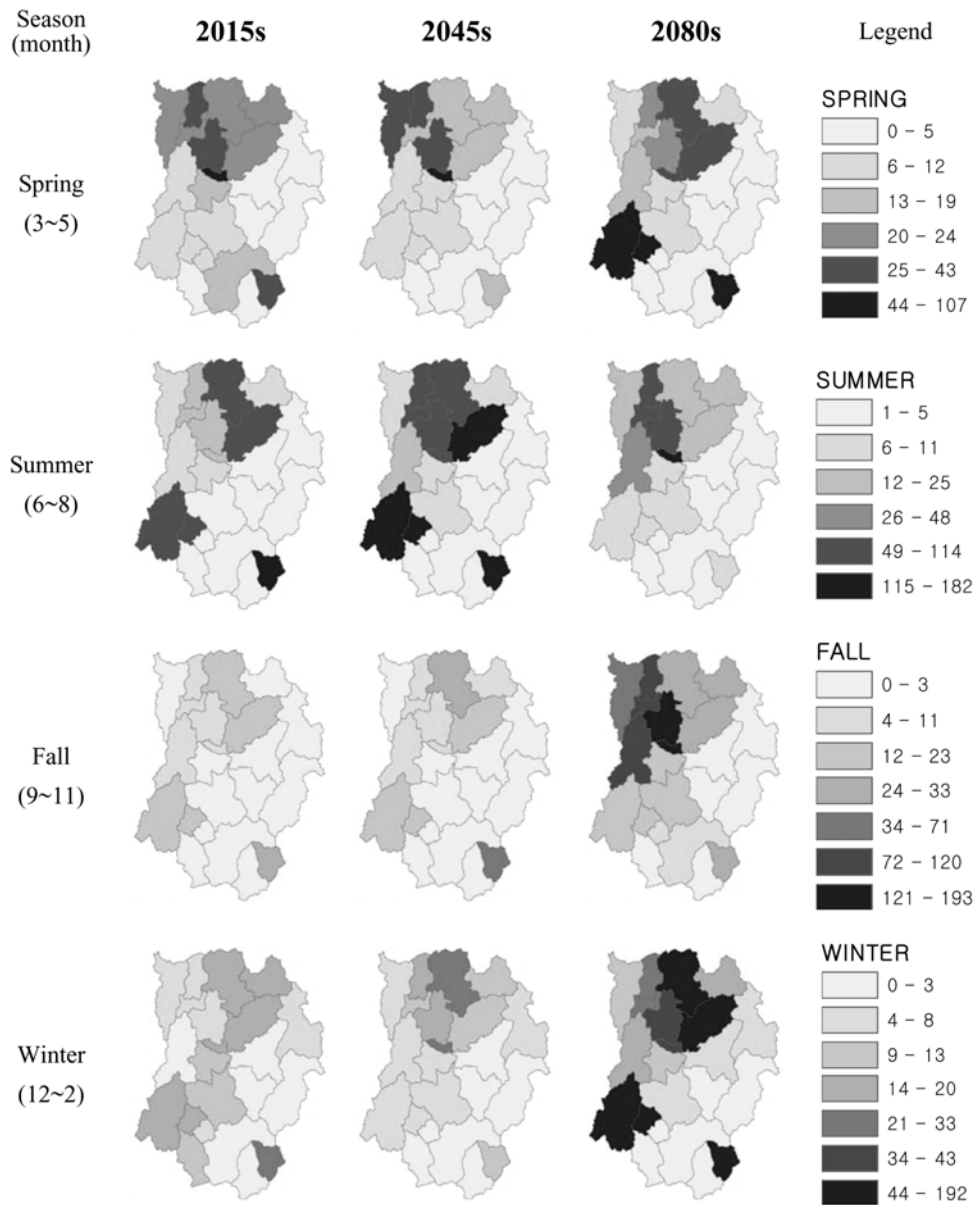 Season
(month)
2015s
2045s
2080s
Legend
Spring
(3~5)
SPRING
0 – 5
6 – 12
13 – 19
20 – 24
25 – 43
44 – 107
Summer
(6~8)
SUMMER
1 – 5
6 – 11
12 – 25
26 – 48
49 – 114
115 – 182
Fall
(9~11)
FALL
0 – 3
4 – 11
12 – 23
24 – 33
34 – 71
72 – 120
121 – 193
Winter
(12~2)
WINTER
0 – 3
4 – 8
9 – 13
14 – 20
21 – 33
34 – 43
44 – 192